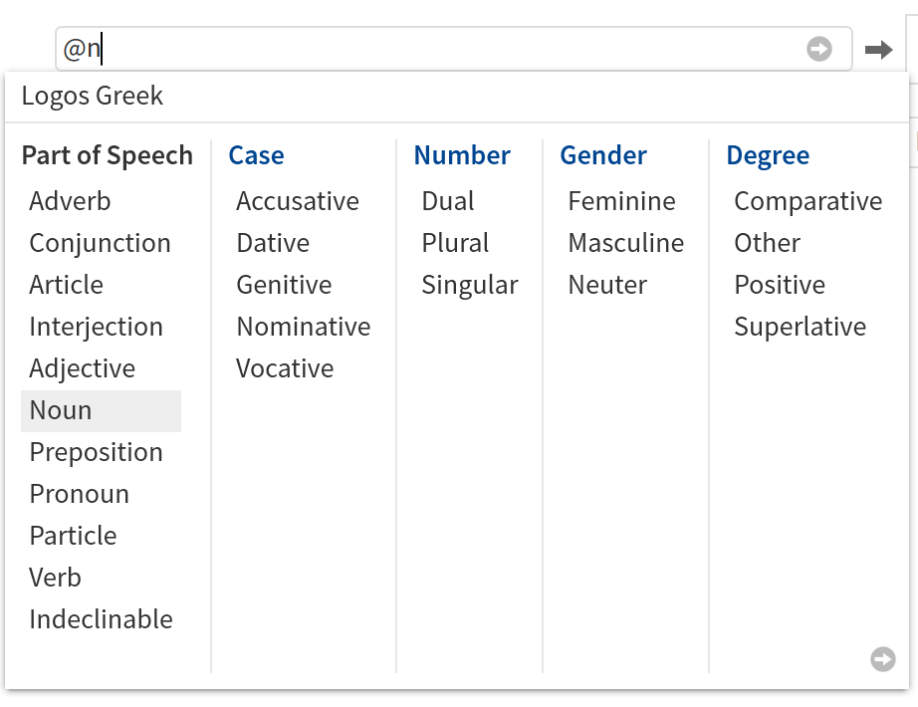 @n
Logos Greek
Part of Speech
Adverb
Conjunction
Article
Interjection
Adjective
Noun
Preposition
Pronoun
Particle
Verb
Indeclinable
Case
Accusative
Dative
Genitive
Nominative
Vocative
Number
Dual
Plural
Singular
Gender
Feminine
Masculine
Neuter
Degree
Comparative
Other
Positive
Superlative